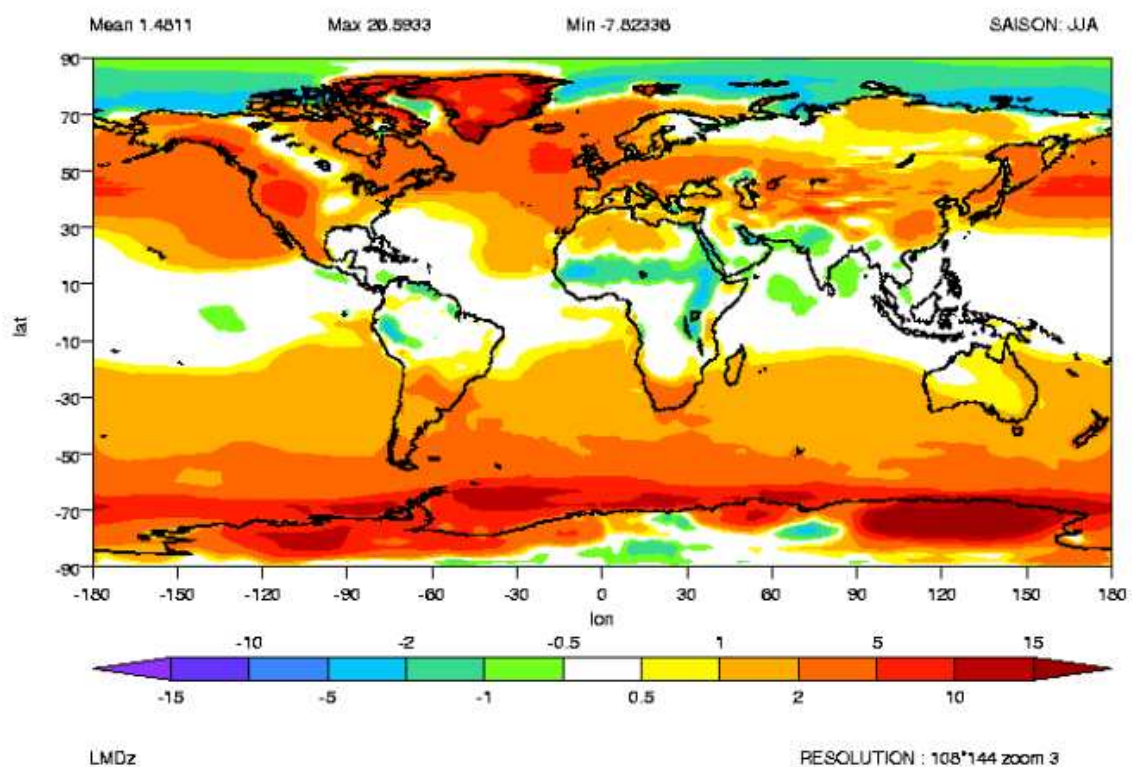 Mean 1.4811 Max 26.5933 Min -7.82336 SAISON: JJA
90
70
50
30
10
-10
-30
-50
-70
-90
lat
-180 -150 -120 -90 -60 -30 0 30 60 90 120 150 180
lon
-10 -2 -0.5 1 5 15
-15 -5 -1 0.5 2 10
LMDz RESOLUTION : 108*144 zoom 3